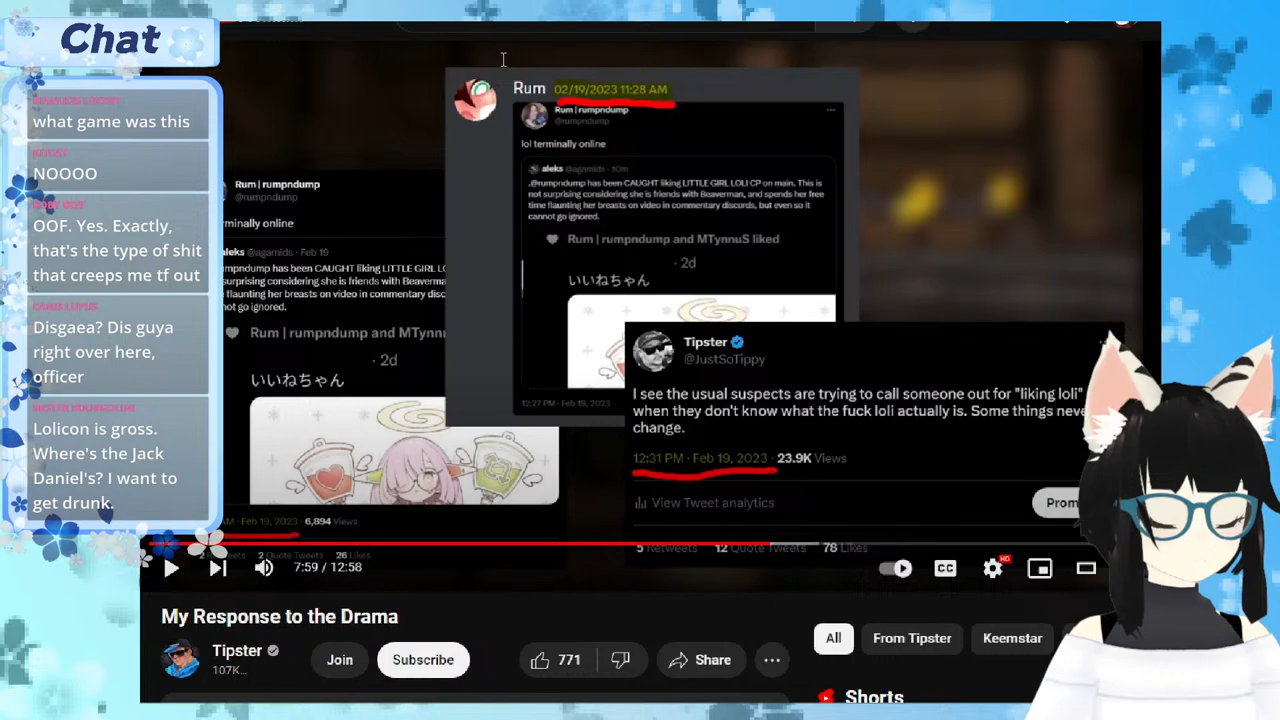 Chat
what game was this
NOOOO
OOF. Yes. Exactly,
that's the type of shit
that creeps me tf out
Disgaea? Dis guya
right over here,
officer
Lolicon is gross.
Where's the Jack
Daniel's? I want to
get drunk.
Rum | rumpndump
@rumpndump
minally online
aleks @agamids · Feb 19
mpndump has been CAUGHT liking LITTLE GIRL LO
surprising considering she is friends with Beaverman,
flaunting her breasts on video in commentary disc
not go ignored.
Rum | rumpndump and MTynnu
· 2d
いいねちゃん
AM · Feb 19, 2023 · 6,894 Views
2 Quote Tweets 26 Likes
Rum 02/19/2023 11:28 AM
Rum | rumpndump
@rumpndump
lol terminally online
aleks @agamids · 10m
.@rumpndump has been CAUGHT liking LITTLE GIRL LOLI CP on main. This is
not surprising considering she is friends with Beaverman, and spends her free
time flaunting her breasts on video in commentary discords, but even so it
cannot go ignored.
Rum | rumpndump and MTynnuS liked
· 2d
いいねちゃん
12:27 PM · Feb 19, 2023
Tipster
@JustSoTippy
I see the usual suspects are trying to call someone out for "liking loli"
when they don't know what the fuck loli actually is. Some things neve
change.
12:31 PM · Feb 19, 2023 · 23.9K Views
View Tweet analytics
Prom
5 Retweets 12 Quote Tweets 78 Likes
7:59 / 12:58
CC
HD
My Response to the Drama
Tipster
107K...
Join
Subscribe
771
Share
All
From Tipster
Keemstar
Shorts